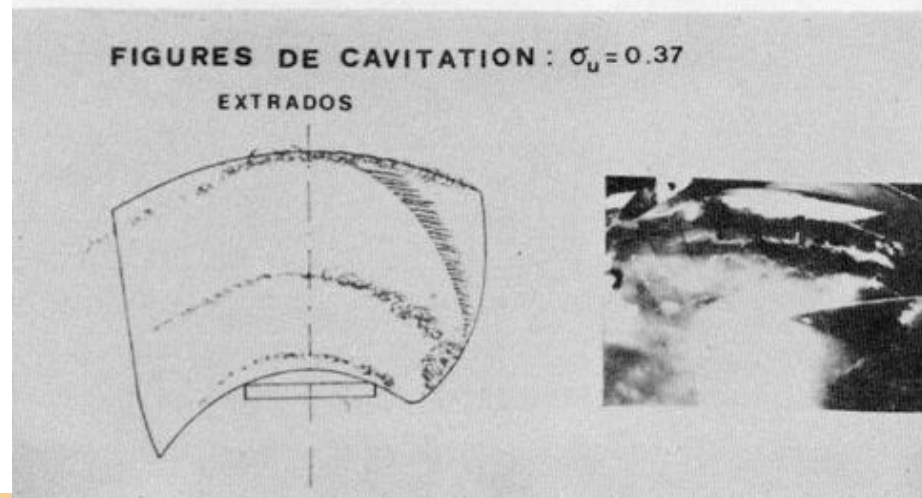 FIGURES DE CAVITATION : σᵤ = 0.37
EXTRADOS